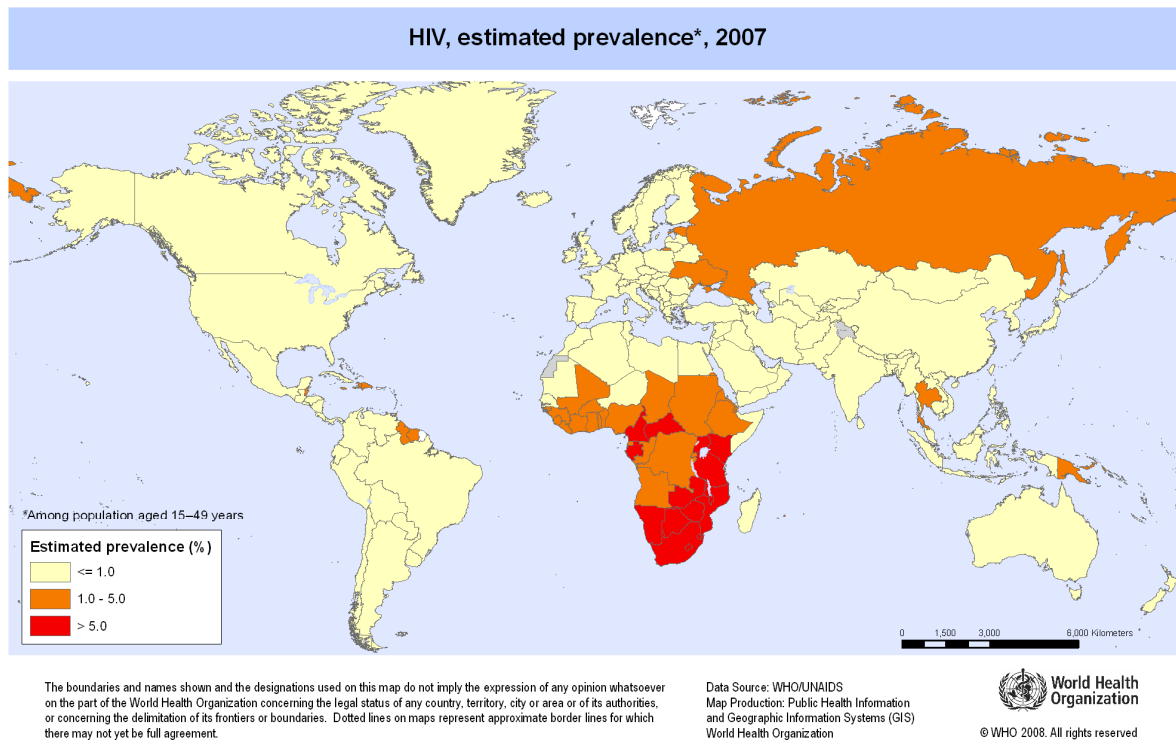 HIV, estimated prevalence*, 2007
*Among population aged 15–49 years
Estimated prevalence (%)
<= 1.0
1.0 - 5.0
> 5.0
0 1,500 3,000 6,000 Kilometers
The boundaries and names shown and the designations used on this map do not imply the expression of any opinion whatsoever
on the part of the World Health Organization concerning the legal status of any country, territory, city or area or of its authorities,
or concerning the delimitation of its frontiers or boundaries. Dotted lines on maps represent approximate border lines for which
there may not yet be full agreement.
Data Source: WHO/UNAIDS
Map Production: Public Health Information
and Geographic Information Systems (GIS)
World Health Organization
World Health
Organization
© WHO 2008. All rights reserved